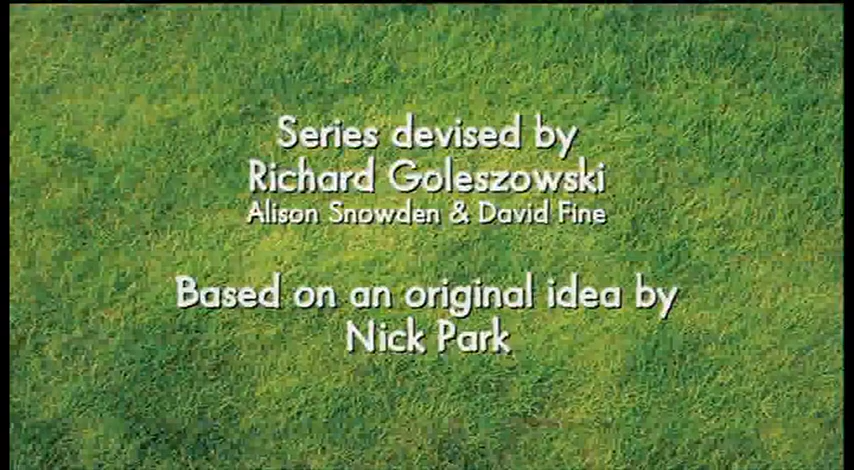 Series devised by
Richard Goleszowski
Alison Snowden & David Fine
Based on an original idea by
Nick Park